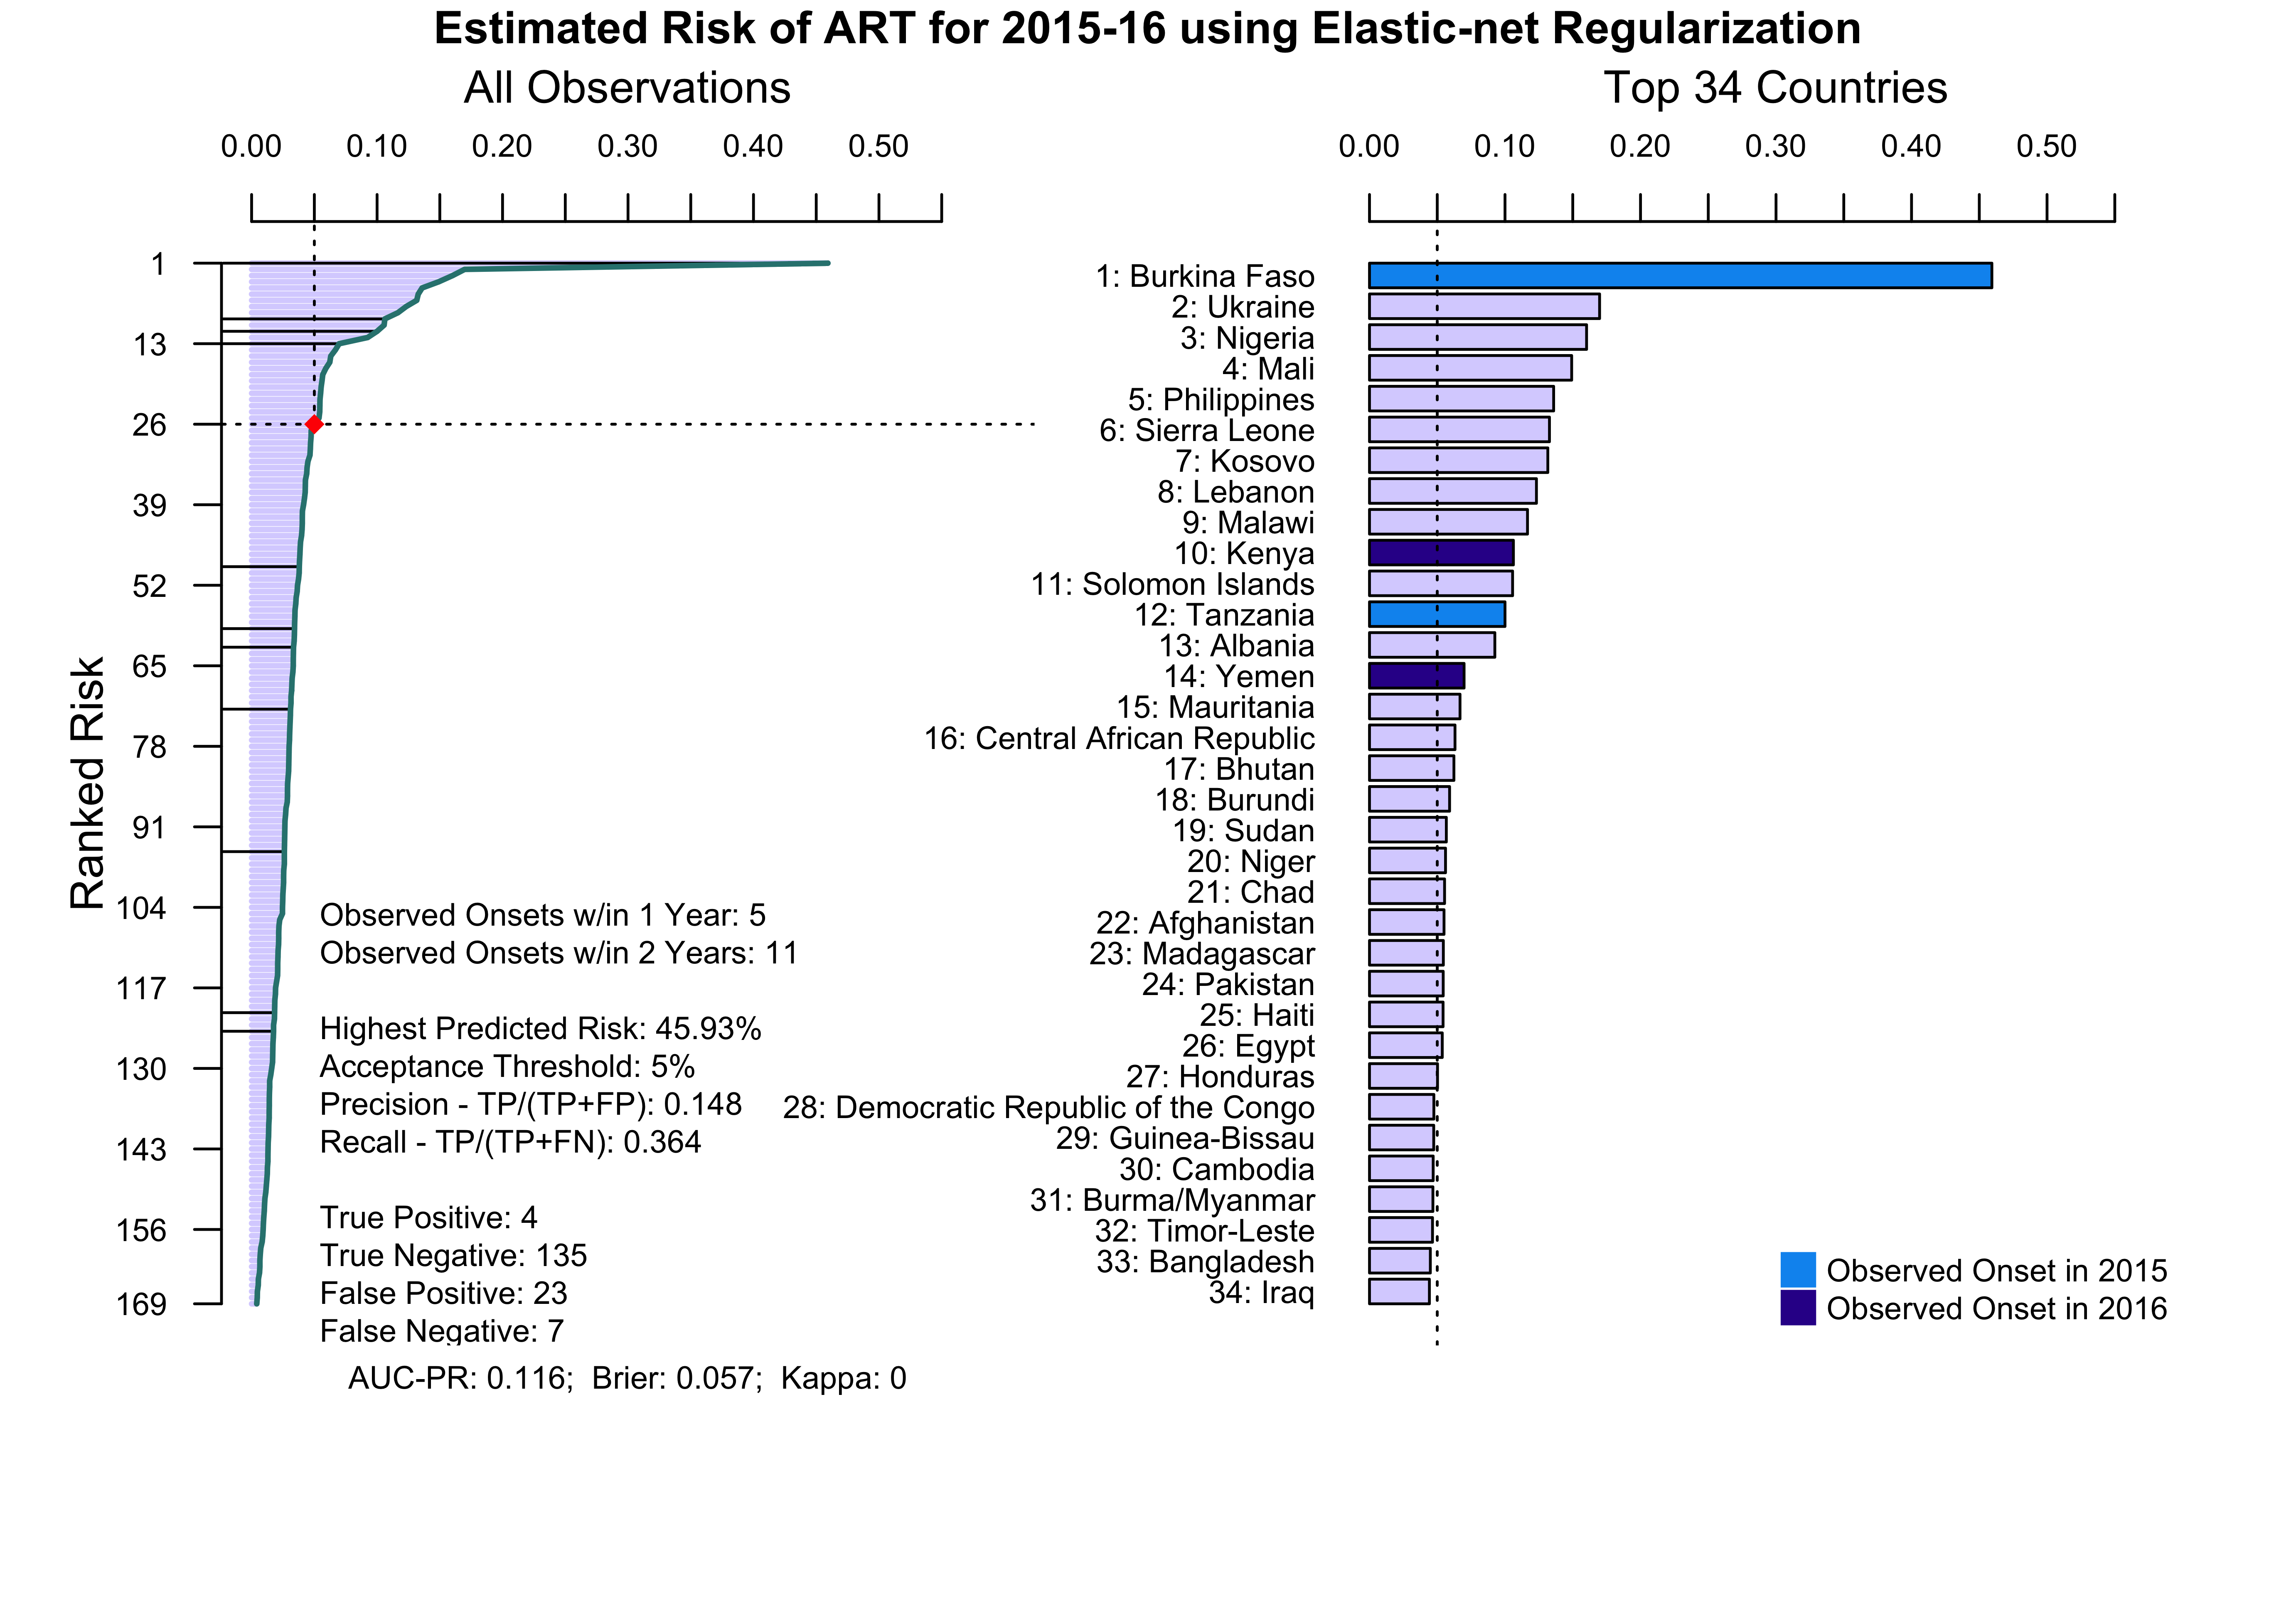 Estimated Risk of ART for 2015-16 using Elastic-net Regularization
All Observations
0.00 0.10 0.20 0.30 0.40 0.50
Ranked Risk
1
13
26
39
52
65
78
91
104
117
130
143
156
169
Observed Onsets w/in 1 Year: 5
Observed Onsets w/in 2 Years: 11
Highest Predicted Risk: 45.93%
Acceptance Threshold: 5%
Precision - TP/(TP+FP): 0.148
Recall - TP/(TP+FN): 0.364
True Positive: 4
True Negative: 135
False Positive: 23
False Negative: 7
AUC-PR: 0.116;  Brier: 0.057;  Kappa: 0
Top 34 Countries
0.00 0.10 0.20 0.30 0.40 0.50
1: Burkina Faso
2: Ukraine
3: Nigeria
4: Mali
5: Philippines
6: Sierra Leone
7: Kosovo
8: Lebanon
9: Malawi
10: Kenya
11: Solomon Islands
12: Tanzania
13: Albania
14: Yemen
15: Mauritania
16: Central African Republic
17: Bhutan
18: Burundi
19: Sudan
20: Niger
21: Chad
22: Afghanistan
23: Madagascar
24: Pakistan
25: Haiti
26: Egypt
27: Honduras
28: Democratic Republic of the Congo
29: Guinea-Bissau
30: Cambodia
31: Burma/Myanmar
32: Timor-Leste
33: Bangladesh
34: Iraq
Observed Onset in 2015
Observed Onset in 2016